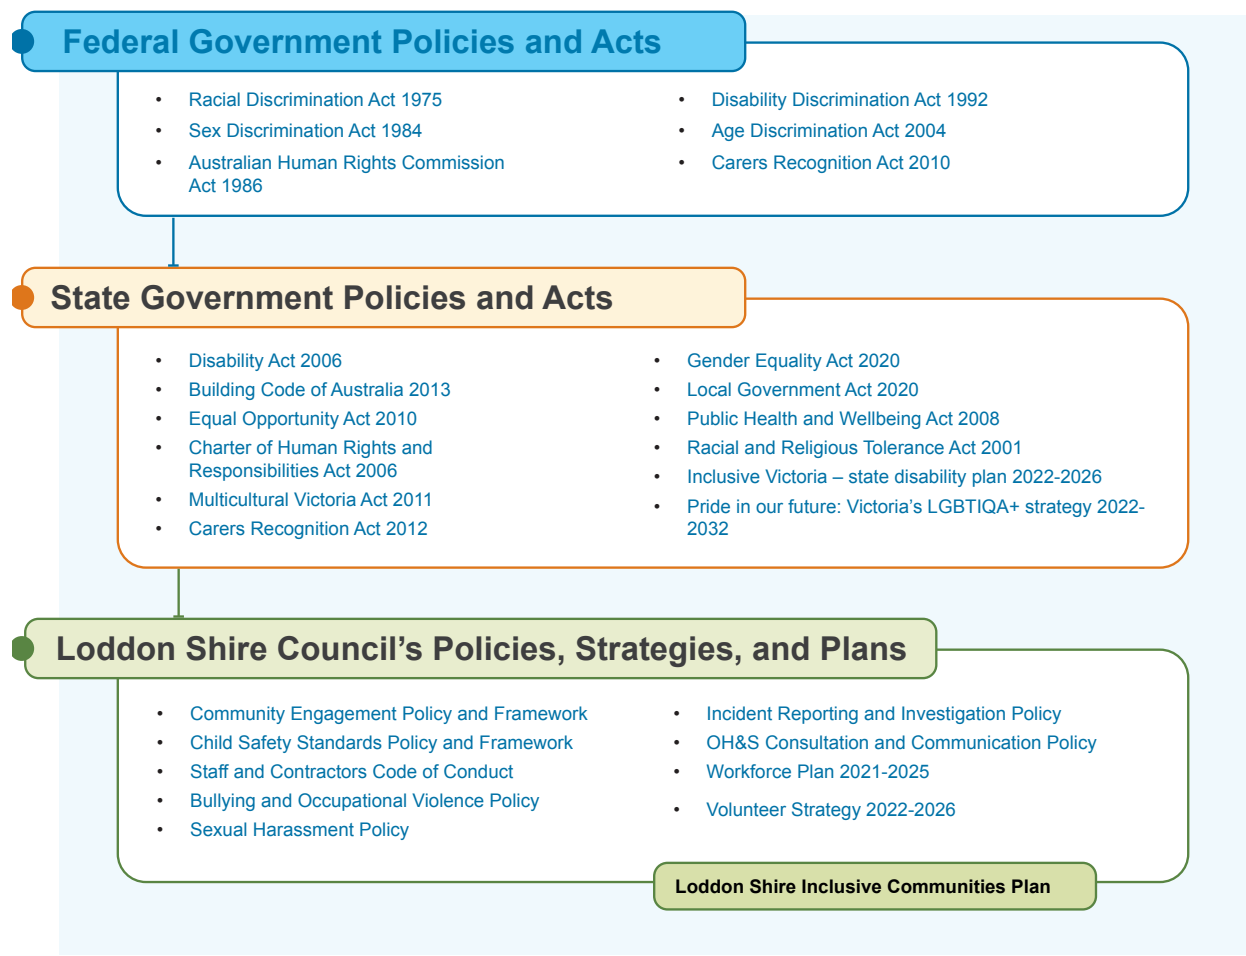 Federal Government Policies and Acts
• Racial Discrimination Act 1975
• Sex Discrimination Act 1984
• Australian Human Rights Commission
Act 1986
• Disability Discrimination Act 1992
• Age Discrimination Act 2004
• Carers Recognition Act 2010
State Government Policies and Acts
• Disability Act 2006
• Building Code of Australia 2013
• Equal Opportunity Act 2010
• Charter of Human Rights and
Responsibilities Act 2006
• Multicultural Victoria Act 2011
• Carers Recognition Act 2012
• Gender Equality Act 2020
• Local Government Act 2020
• Public Health and Wellbeing Act 2008
• Racial and Religious Tolerance Act 2001
• Inclusive Victoria – state disability plan 2022-2026
• Pride in our future: Victoria’s LGBTIQA+ strategy 2022-
2032
Loddon Shire Council’s Policies, Strategies, and Plans
• Community Engagement Policy and Framework
• Child Safety Standards Policy and Framework
• Staff and Contractors Code of Conduct
• Bullying and Occupational Violence Policy
• Sexual Harassment Policy
• Incident Reporting and Investigation Policy
• OH&S Consultation and Communication Policy
• Workforce Plan 2021-2025
• Volunteer Strategy 2022-2026
Loddon Shire Inclusive Communities Plan